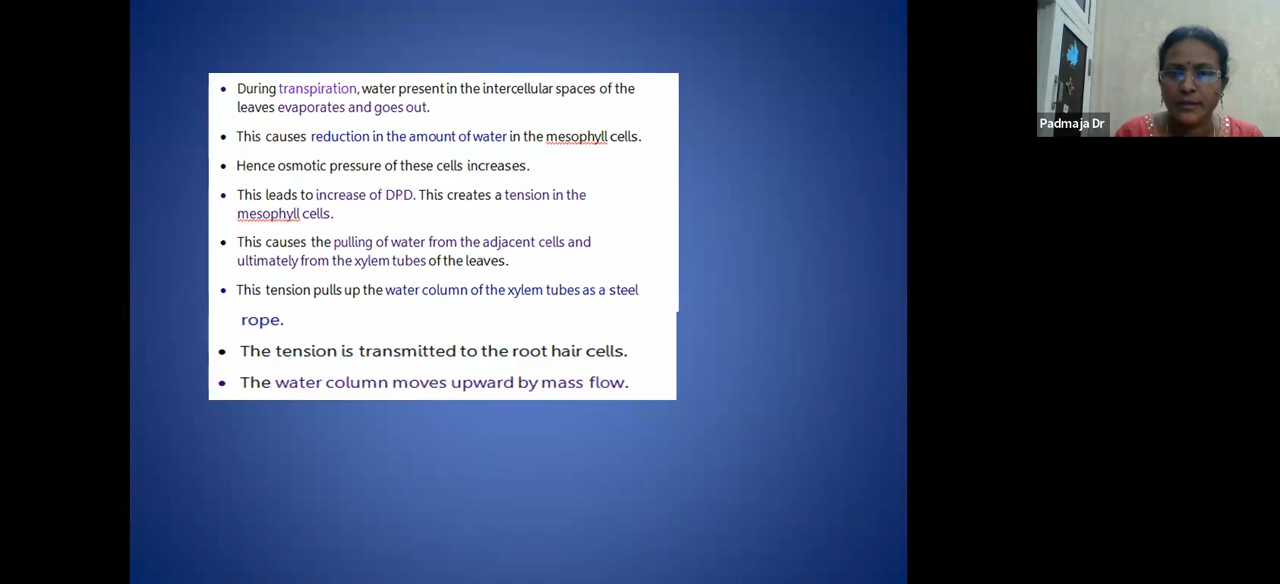 • During transpiration, water present in the intercellular spaces of the
leaves evaporates and goes out.
• This causes reduction in the amount of water in the mesophyll cells.
• Hence osmotic pressure of these cells increases.
• This leads to increase of DPD. This creates a tension in the
mesophyll cells.
• This causes the pulling of water from the adjacent cells and
ultimately from the xylem tubes of the leaves.
• This tension pulls up the water column of the xylem tubes as a steel
rope.
• The tension is transmitted to the root hair cells.
• The water column moves upward by mass flow.
Padmaja Dr